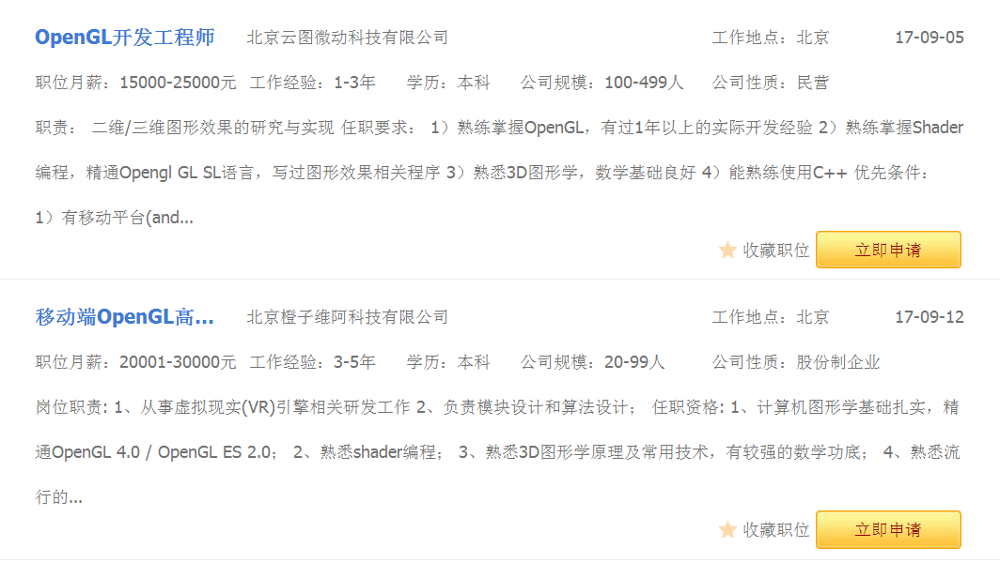 OpenGL开发工程师 北京云图微动科技有限公司 工作地点：北京 17-09-05
职位月薪：15000-25000元 工作经验：1-3年 学历：本科 公司规模：100-499人 公司性质：民营
职责： 二维/三维图形效果的研究与实现 任职要求： 1）熟练掌握OpenGL，有过1年以上的实际开发经验 2）熟练掌握Shader
编程，精通Opengl GL SL语言，写过图形效果相关程序 3）熟悉3D图形学，数学基础良好 4）能熟练使用C++ 优先条件：
1）有移动平台(and...
收藏职位 立即申请
移动端OpenGL高... 北京橙子维阿科技有限公司 工作地点：北京 17-09-12
职位月薪：20001-30000元 工作经验：3-5年 学历：本科 公司规模：20-99人 公司性质：股份制企业
岗位职责: 1、从事虚拟现实(VR)引擎相关研发工作 2、负责模块设计和算法设计； 任职资格: 1、计算机图形学基础扎实，精
通OpenGL 4.0 / OpenGL ES 2.0； 2、熟悉shader编程； 3、熟悉3D图形学原理及常用技术，有较强的数学功底； 4、熟悉流
行的...
收藏职位 立即申请